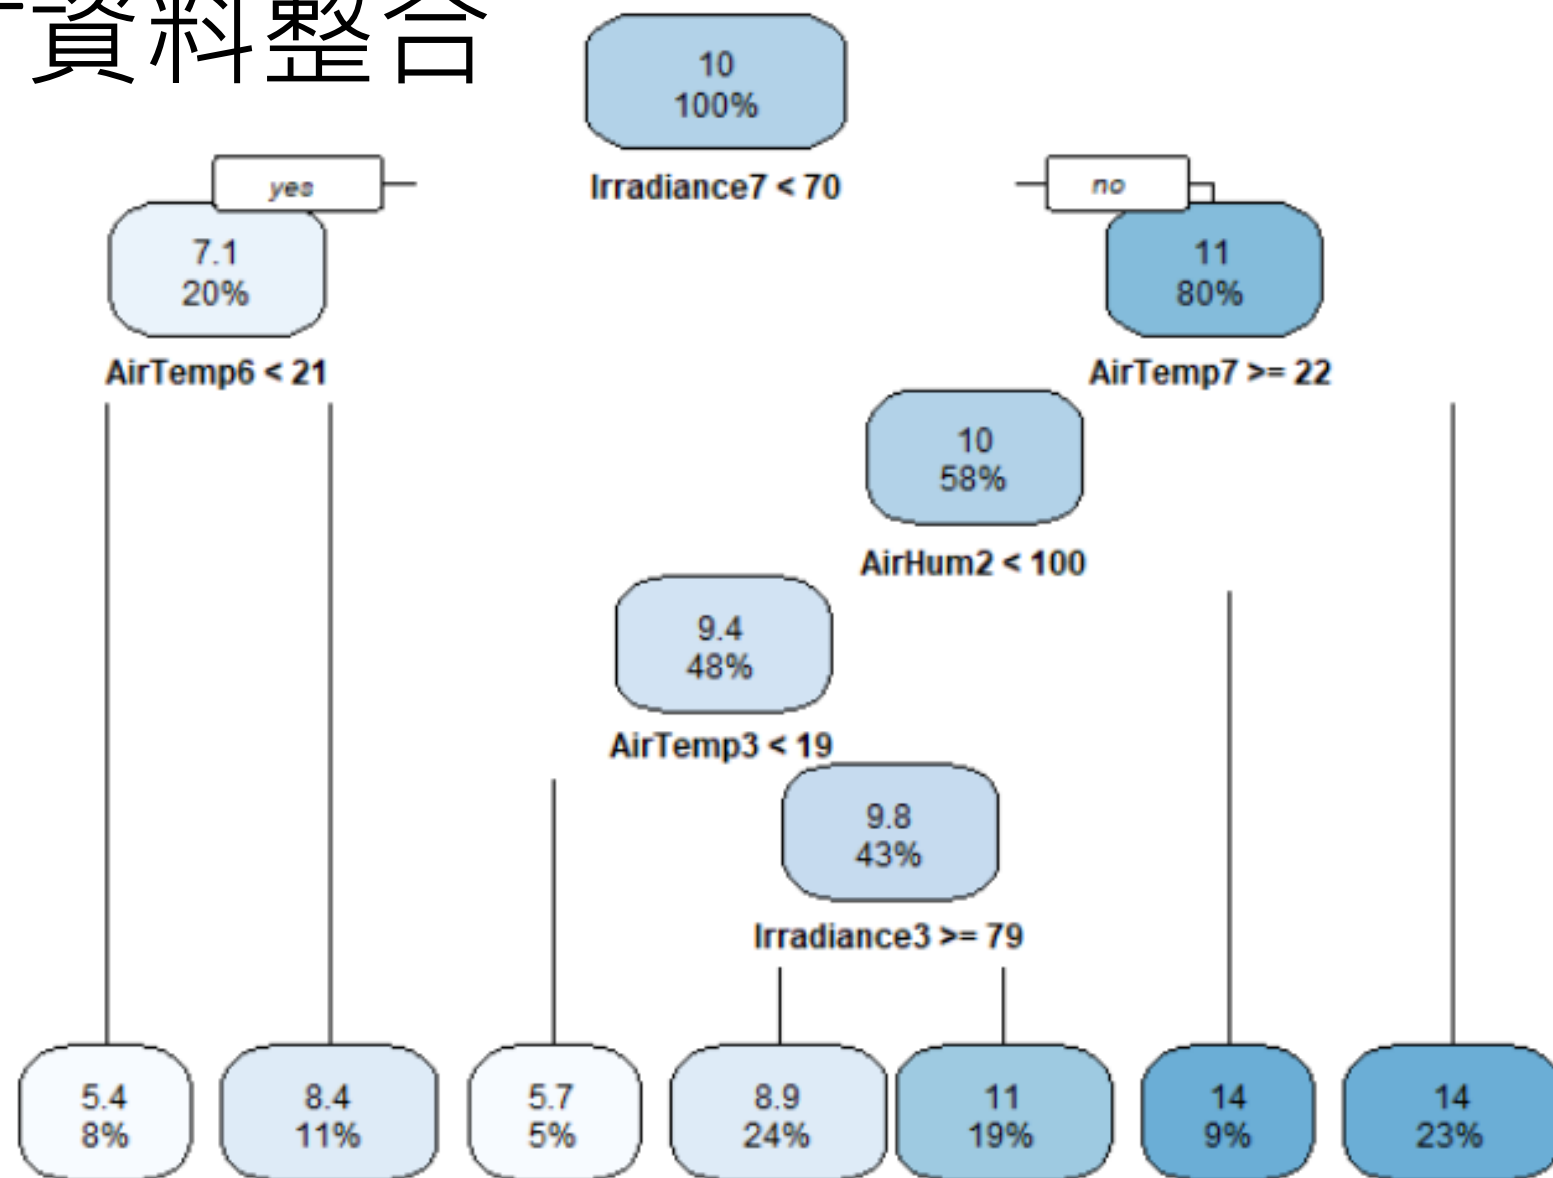 資料整合
10
100%
yes
Irradiance7 < 70
no
7.1
20%
11
80%
AirTemp6 < 21
AirTemp7 >= 22
10
58%
AirHum2 < 100
9.4
48%
AirTemp3 < 19
9.8
43%
Irradiance3 >= 79
5.4
8%
8.4
11%
5.7
5%
8.9
24%
11
19%
14
9%
14
23%